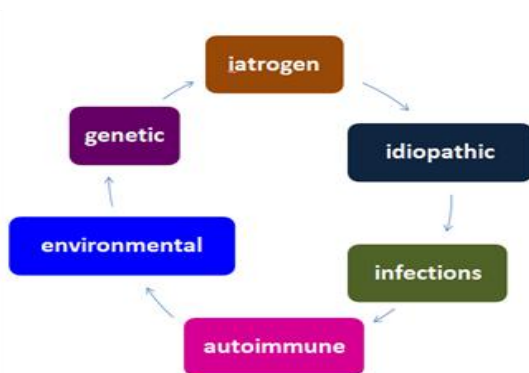 iatrogen
idiopathic
infections
autoimmune
environmental
genetic